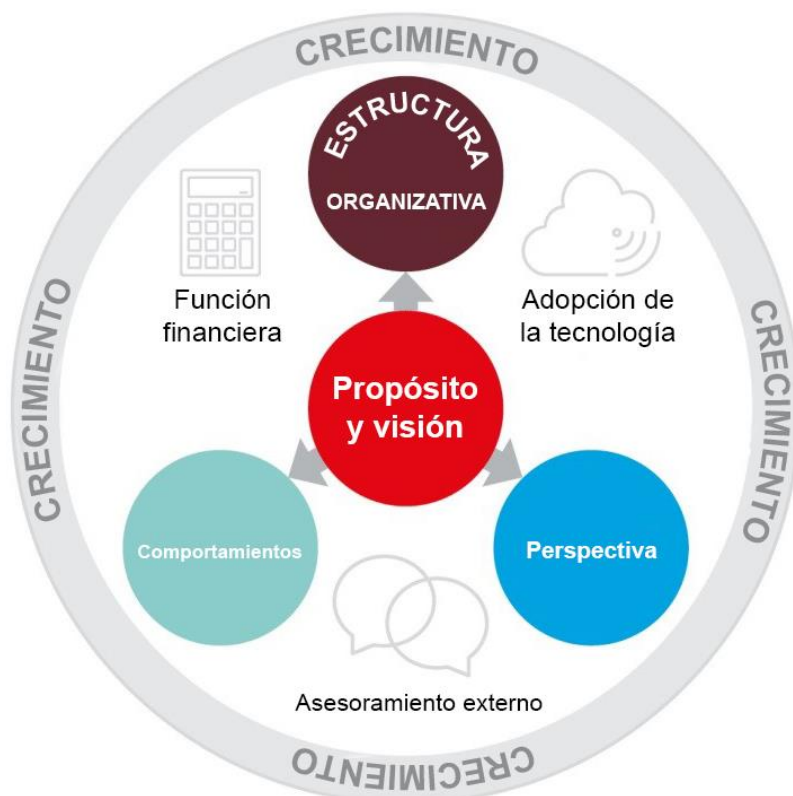 CRECIMIENTO
ESTRUCTURA
ORGANIZATIVA
Función
financiera
Adopción de
la tecnología
CRECIMIENTO
CRECIMIENTO
Propósito
y visión
Comportamientos
Perspectiva
Asesoramiento externo
CRECIMIENTO